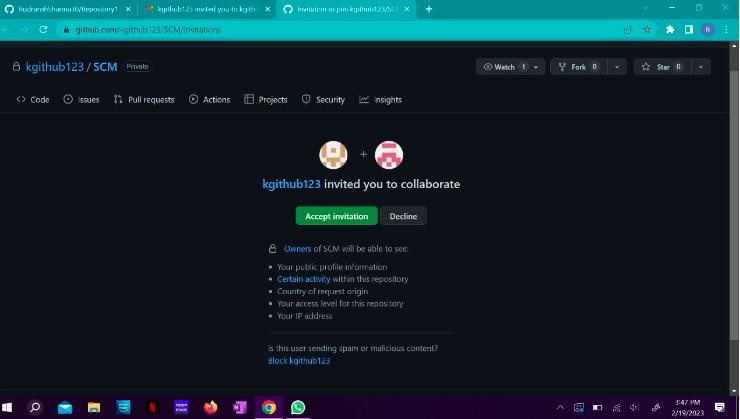 RudranshSharmaJU/Repository1
kgithub123 invited you to kgith
Invitation to join kgithub123/SC
github.com/kgithub123/SCM/invitations
R
kgithub123 / SCM Private
Watch 1 Fork 0 Star 0
Code Issues Pull requests Actions Projects Security Insights
+
kgithub123 invited you to collaborate
Accept invitation Decline
Owners of SCM will be able to see:
• Your public profile information
• Certain activity within this repository
• Country of request origin
• Your access level for this repository
• Your IP address
Is this user sending spam or malicious content?
Block kgithub123
3:47 PM
2/19/2023